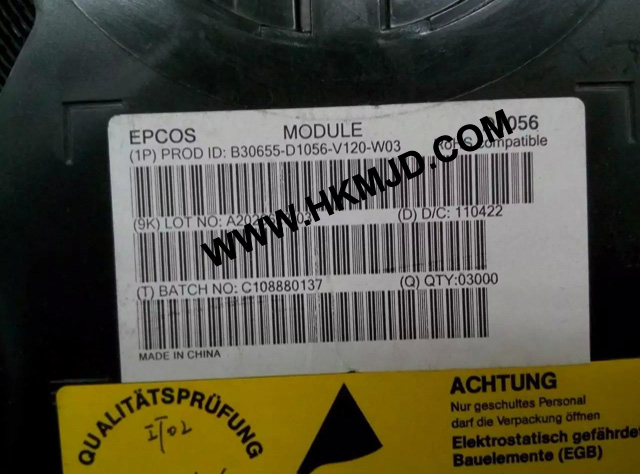 EPCOS MODULE 1056
(1P) PROD ID: B30655-D1056-V120-W03 RoHS Compatible
(9K) LOT NO: (D) D/C: 110422
(T) BATCH NO: C108880137 (Q) QTY:03000
MADE IN CHINA
WWW.HKMJD.COM
QUALITÄTSPRÜFUNG
ACHTUNG
Nur geschultes Personal
darf die Verpackung öffnen
Elektrostatisch gefährde
Bauelemente (EGB)